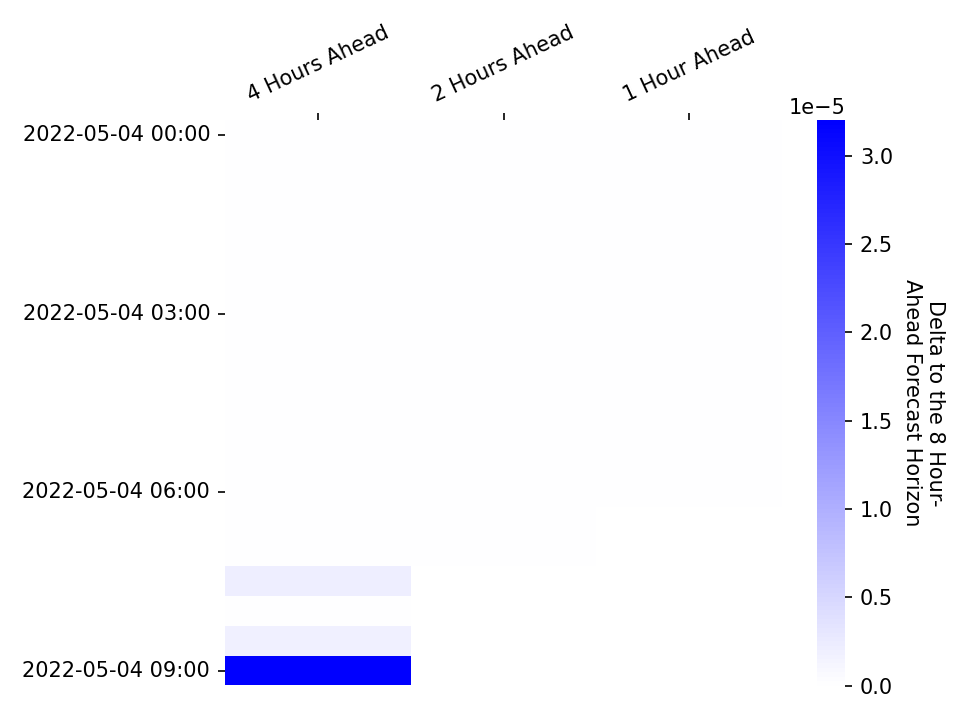 4 Hours Ahead
2 Hours Ahead
1 Hour Ahead
1e−5
2022-05-04 00:00
2022-05-04 03:00
2022-05-04 06:00
2022-05-04 09:00
3.0
2.5
2.0
1.5
1.0
0.5
0.0
Delta to the 8 Hour-
Ahead Forecast Horizon